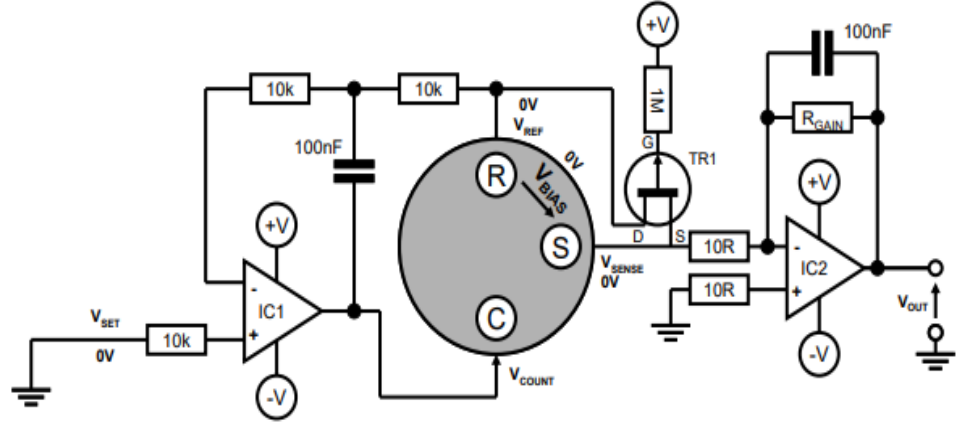 +V
100nF
10k
10k
1M
R_GAIN
0V
V_REF
G
TR1
100nF
0V
R
V_BIAS
+V
+V
D
S
S
10R
-
IC2
-
IC1
V_SENSE
0V
10R
+
V_OUT
V_SET
0V
10k
+
C
-V
-V
V_COUNT